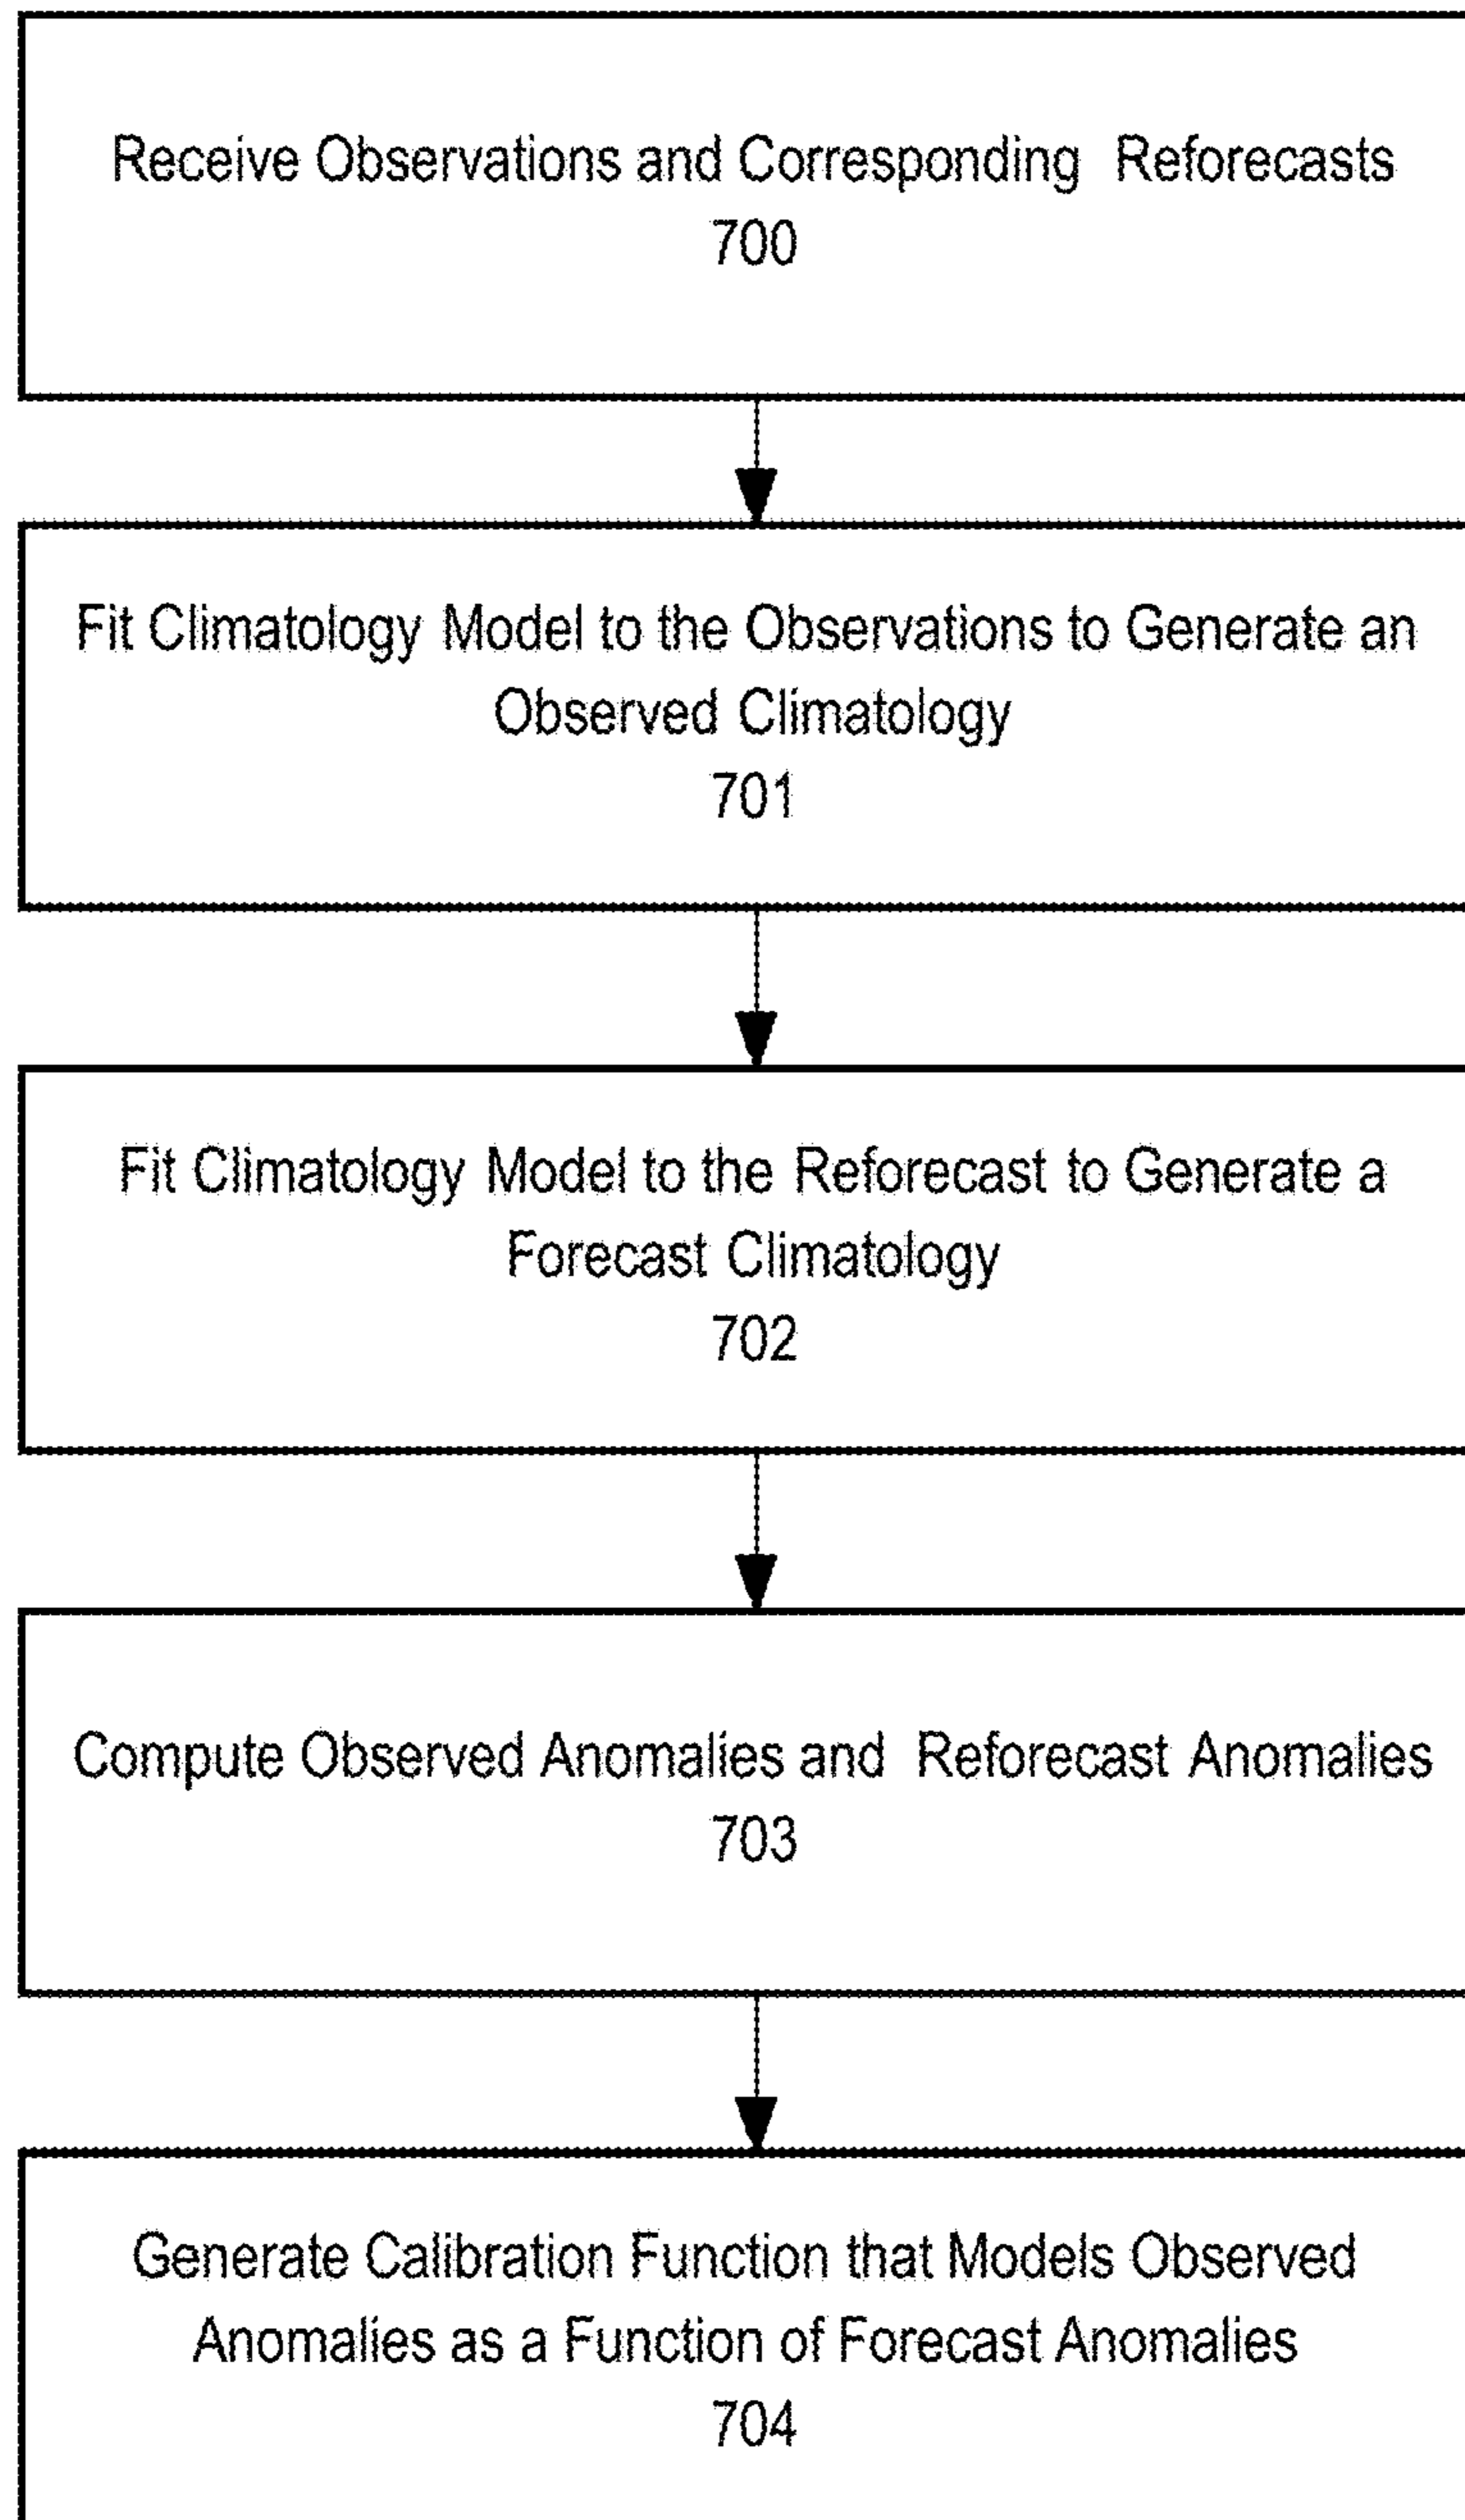 Receive Observations and Corresponding Reforecasts
700
Fit Climatology Model to the Observations to Generate an
Observed Climatology
701
Fit Climatology Model to the Reforecast to Generate a
Forecast Climatology
702
Compute Observed Anomalies and Reforecast Anomalies
703
Generate Calibration Function that Models Observed
Anomalies as a Function of Forecast Anomalies
704